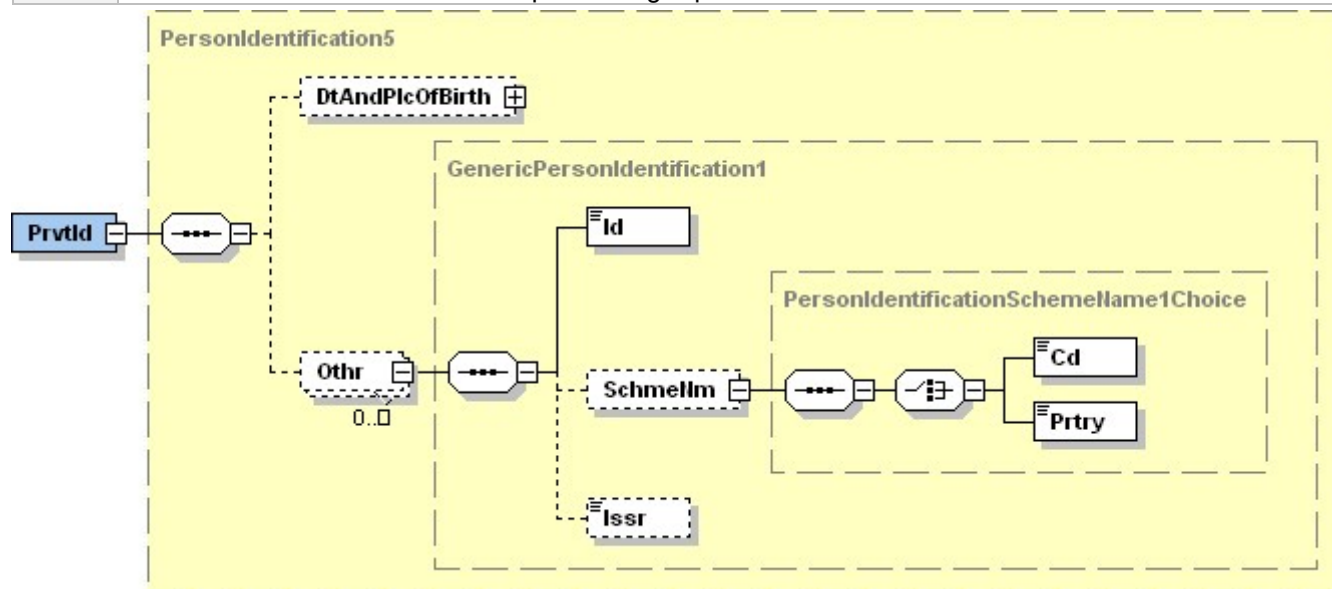 PersonIdentification5
DtAndPlcOfBirth
GenericPersonIdentification1
Id
PrvtId
PersonIdentificationSchemeName1Choice
Cd
Othr
SchmeNm
0..
Prtry
Issr